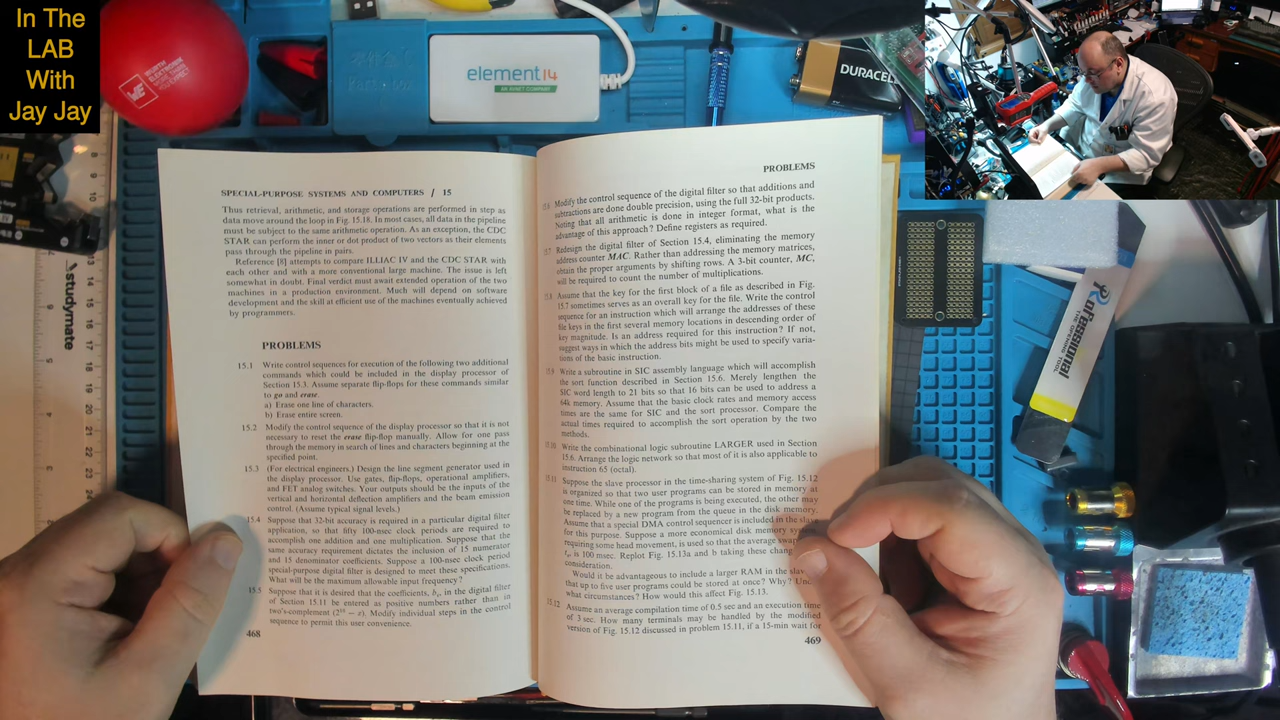 In The
LAB
With
Jay Jay
WÜRTH
ELEKTRONIK
WE
element14
AN AVNET COMPANY
DURACELL
studymate
Professional
THE OPENING TOOL
SPECIAL-PURPOSE SYSTEMS AND COMPUTERS / 15
Thus retrieval, arithmetic, and storage operations are performed in step as
data move around the loop in Fig. 15.18. In most cases, all data in the pipeline
must be subject to the same arithmetic operation. As an exception, the CDC
STAR can perform the inner or dot product of two vectors as their elements
pass through the pipeline in pairs.
Reference [8] attempts to compare ILLIAC IV and the CDC STAR with
each other and with a more conventional large machine. The issue is left
somewhat in doubt. Final verdict must await extended operation of the two
machines in a production environment. Much will depend on software
development and the skill at efficient use of the machines eventually achieved
by programmers.
PROBLEMS
15.1 Write control sequences for execution of the following two additional
commands which could be included in the display processor of
Section 15.3. Assume separate flip-flops for these commands similar
to go and erase.
a) Erase one line of characters.
b) Erase entire screen.
15.2 Modify the control sequence of the display processor so that it is not
necessary to reset the erase flip-flop manually. Allow for one pass
through the memory in search of lines and characters beginning at the
specified point.
15.3 (For electrical engineers.) Design the line segment generator used in
the display processor. Use gates, flip-flops, operational amplifiers,
and FET analog switches. Your outputs should be the inputs of the
vertical and horizontal deflection amplifiers and the beam emission
control. (Assume typical signal levels.)
15.4 Suppose that 32-bit accuracy is required in a particular digital filter
application, so that fifty 100-nsec clock periods are required to
accomplish one addition and one multiplication. Suppose that the
same accuracy requirement dictates the inclusion of 15 numerator
and 15 denominator coefficients. Suppose a 100-nsec clock period
special-purpose digital filter is designed to meet these specifications.
What will be the maximum allowable input frequency?
15.5 Suppose that it is desired that the coefficients, in the digital filter
of Section 15.11 be entered as positive numbers rather than in
two's-complement Modify individual steps in the control
sequence to permit this user convenience.
468
PROBLEMS
Modify the control sequence of the digital filter so that additions and
subtractions are done double precision, using the full 32-bit products.
Noting that all arithmetic is done in integer format, what is the
advantage of this approach? Define registers as required.
Redesign the digital filter of Section 15.4, eliminating the memory
address counter MAC. Rather than addressing the memory matrices,
obtain the proper arguments by shifting rows. A 3-bit counter, MC,
will be required to count the number of multiplications.
15.8 Assume that the key for the first block of a file as described in Fig.
15.7 sometimes serves as an overall key for the file. Write the control
sequence for an instruction which will arrange the addresses of these
file keys in the first several memory locations in descending order of
key magnitude. Is an address required for this instruction? If not,
suggest ways in which the address bits might be used to specify varia-
tions of the basic instruction.
Write a subroutine in SIC assembly language which will accomplish
the sort function described in Section 15.6. Merely lengthen the
SIC word length to 21 bits so that 16 bits can be used to address a
64k memory. Assume that the basic clock rates and memory access
times are the same for SIC and the sort processor. Compare the
actual times required to accomplish the sort operation by the two
methods.
15.10 Write the combinational logic subroutine LARGER used in Section
15.6. Arrange the logic network so that most of it is also applicable to
instruction 65 (octal).
15.11 Suppose the slave processor in the time-sharing system of Fig. 15.12
is organized so that two user programs can be stored in memory at
one time. While one of the programs is being executed, the other may
be replaced by a new program from the queue in the disk memory.
Assume that a special DMA control sequencer is included in the slave
for this purpose. Suppose a more economical disk memory system
requiring some head movement, is used so that the average
is 100 msec. Replot Fig. 15.13a and b taking these
consideration.
Would it be advantageous to include a larger RAM in the
that up to five user programs could be stored at once? Why?
what circumstances? How would this affect Fig. 15.13.
15.12 Assume an average compilation time of 0.5 sec and an execution time
of 3 sec. How many terminals may be handled by the modified
version of Fig. 15.12 discussed in problem 15.11, if a 15-min wait for
469